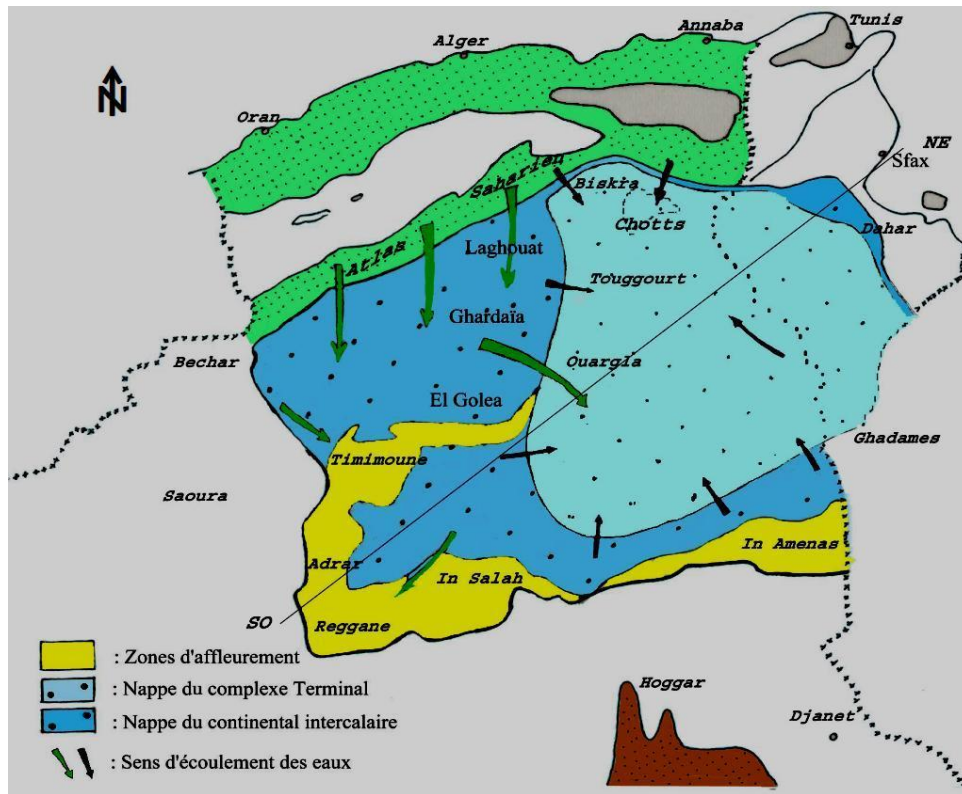 Tunis
Annaba
Alger
Oran
N
NE
Sfax
Saharien
Biskra
Chotts
Dahar
Laghouat
Atlas
Touggourt
Ghardaïa
Bechar
Ouargla
El Golea
Ghadames
Timimoune
Saoura
In Amenas
Adrar
In Salah
SO
Reggane
: Zones d'affleurement
: Nappe du complexe Terminal
: Nappe du continental intercalaire
: Sens d'écoulement des eaux
Hoggar
Djanet